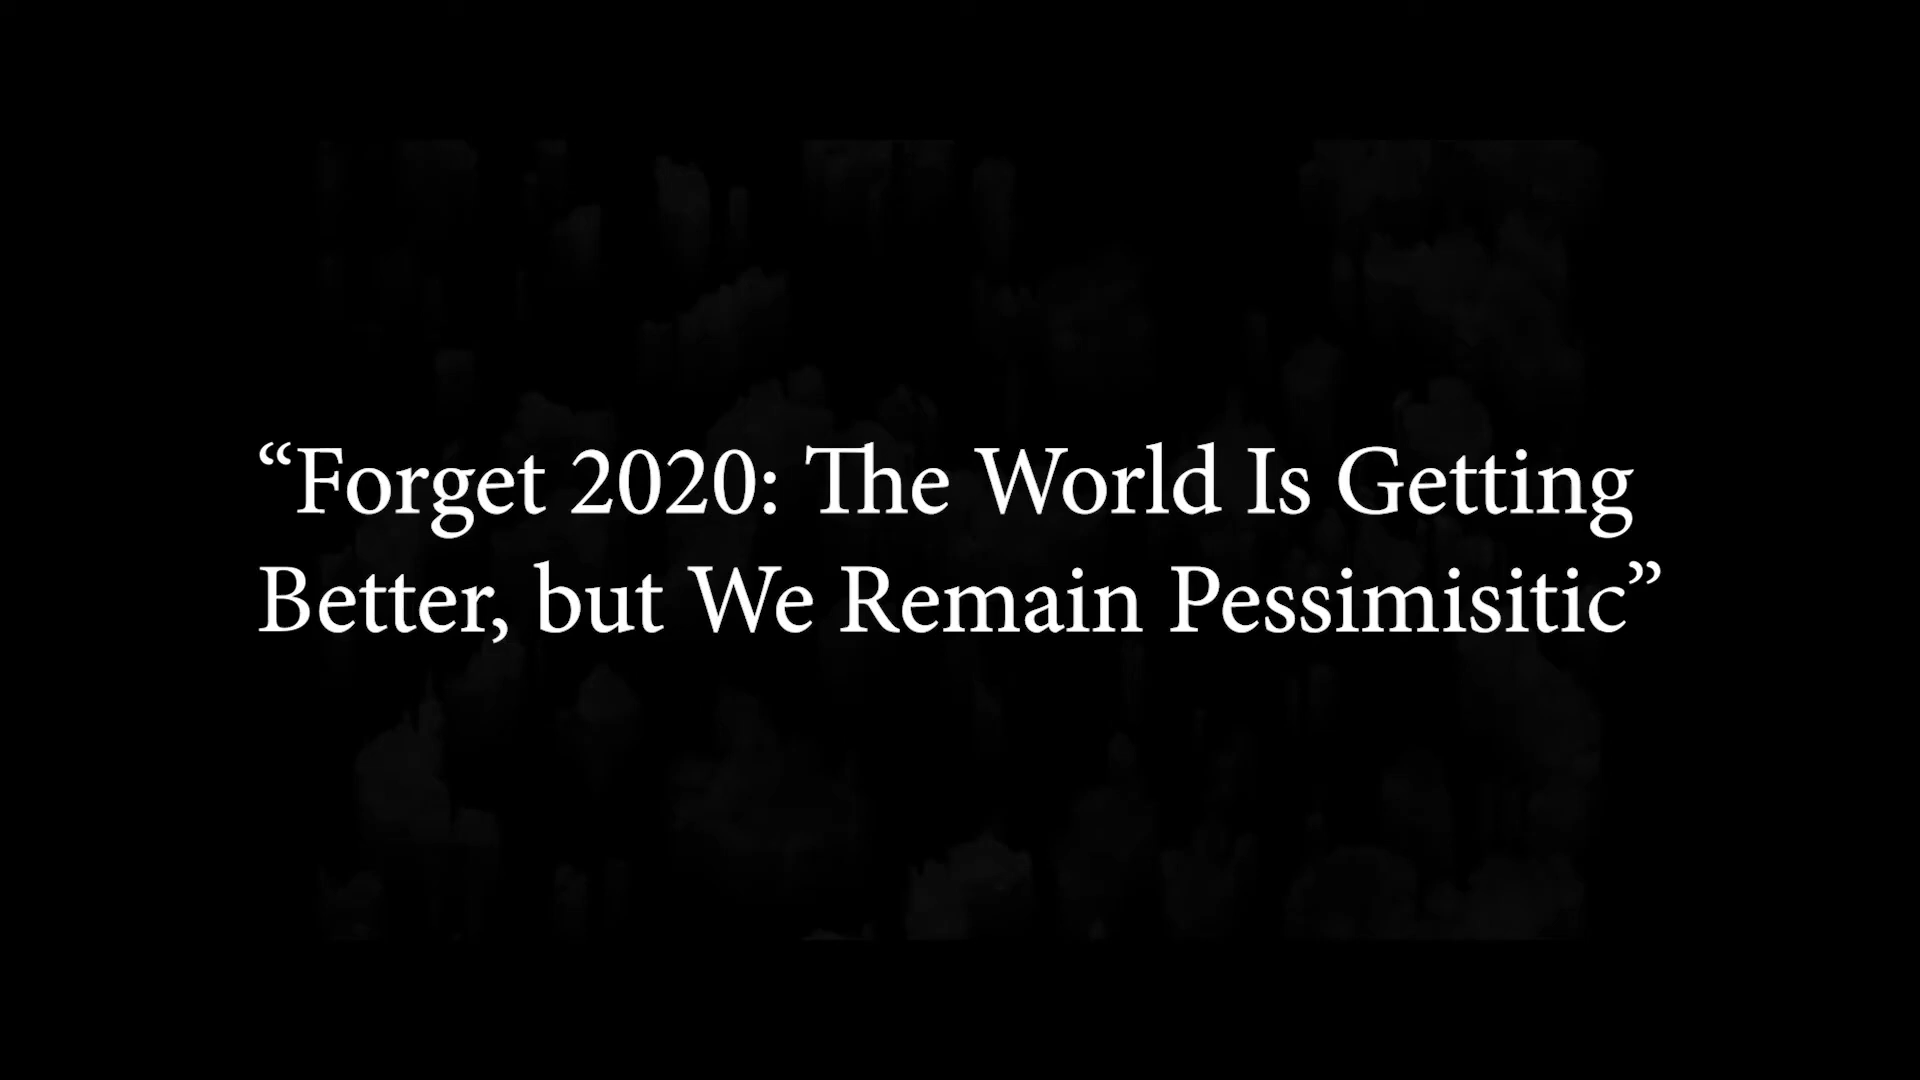 “Forget 2020: The World Is Getting
Better, but We Remain Pessimisitic”